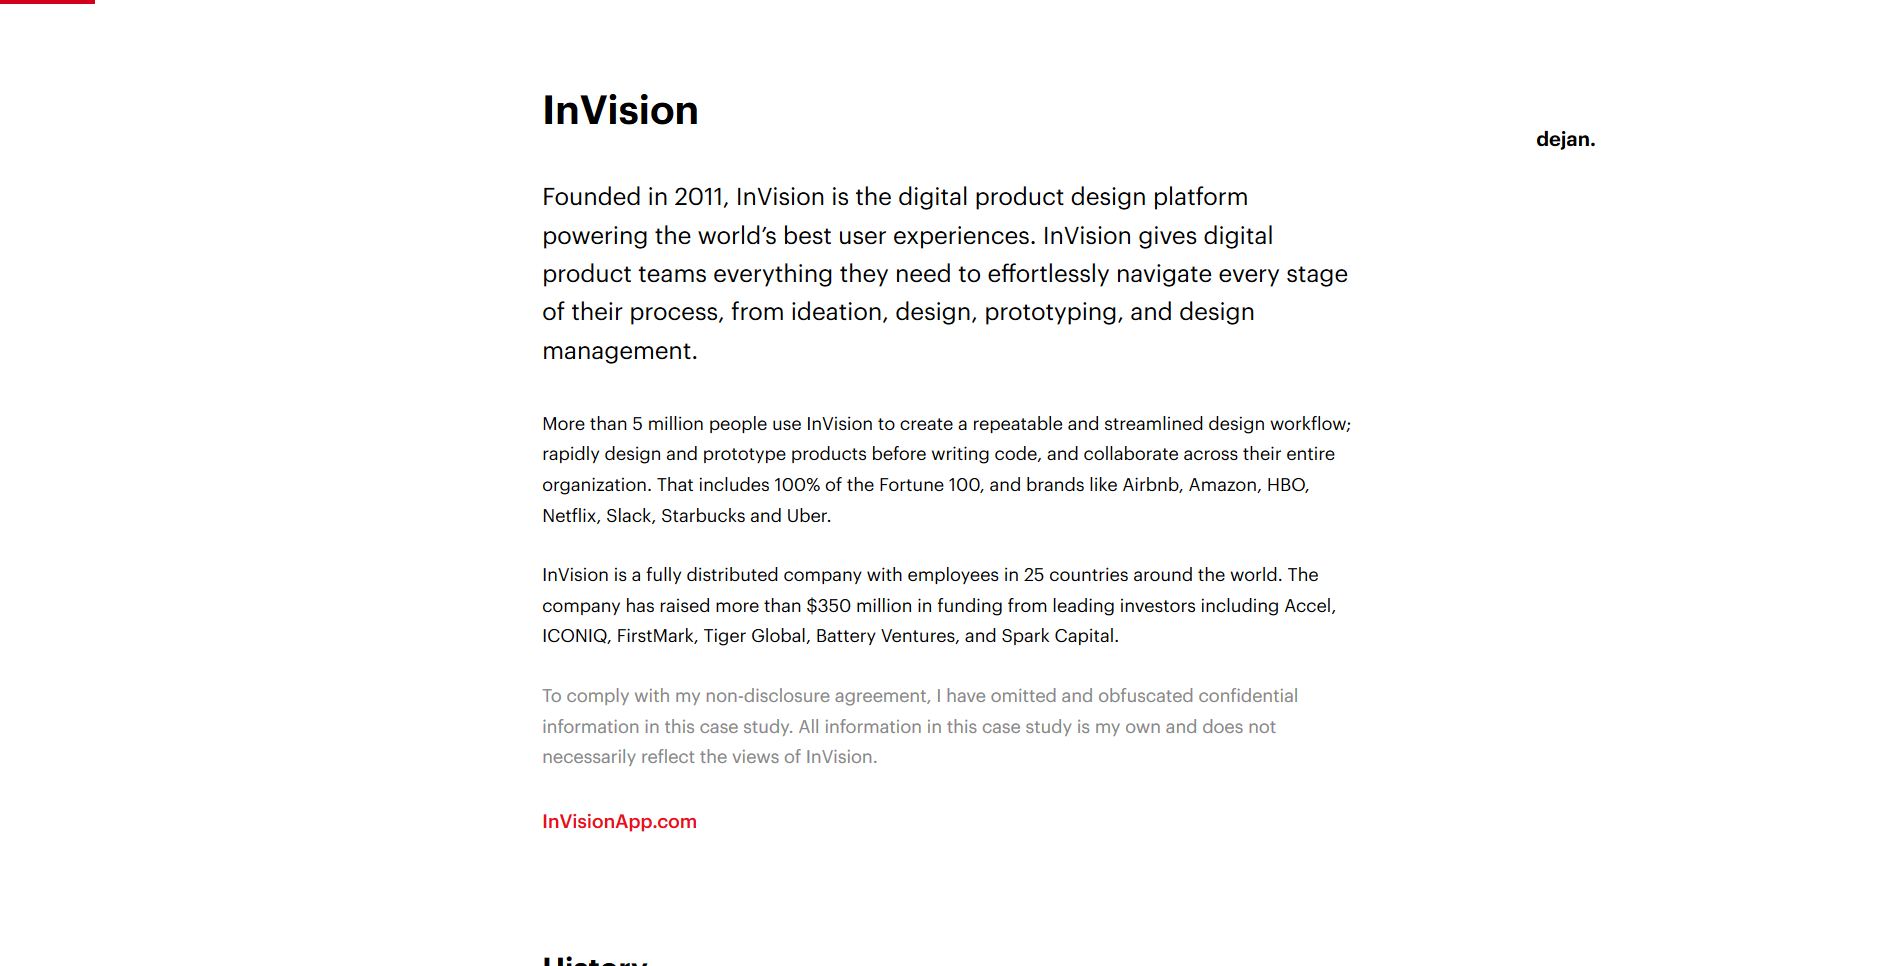 InVision
dejan.
Founded in 2011, InVision is the digital product design platform
powering the world’s best user experiences. InVision gives digital
product teams everything they need to effortlessly navigate every stage
of their process, from ideation, design, prototyping, and design
management.
More than 5 million people use InVision to create a repeatable and streamlined design workflow;
rapidly design and prototype products before writing code, and collaborate across their entire
organization. That includes 100% of the Fortune 100, and brands like Airbnb, Amazon, HBO,
Netflix, Slack, Starbucks and Uber.
InVision is a fully distributed company with employees in 25 countries around the world. The
company has raised more than $350 million in funding from leading investors including Accel,
ICONIQ, FirstMark, Tiger Global, Battery Ventures, and Spark Capital.
To comply with my non-disclosure agreement, I have omitted and obfuscated confidential
information in this case study. All information in this case study is my own and does not
necessarily reflect the views of InVision.
InVisionApp.com
History